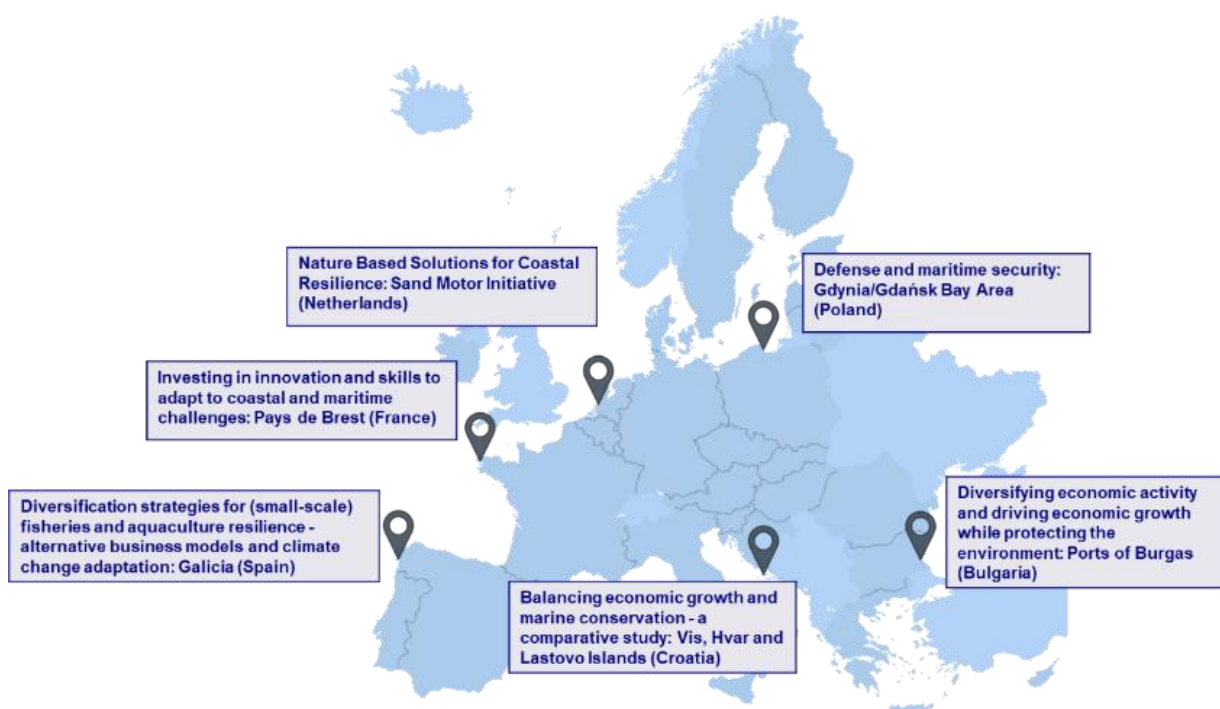 Nature Based Solutions for Coastal
Resilience: Sand Motor Initiative
(Netherlands)
Defense and maritime security:
Gdynia/Gdańsk Bay Area
(Poland)
Investing in innovation and skills to
adapt to coastal and maritime
challenges: Pays de Brest (France)
Diversification strategies for (small-scale)
fisheries and aquaculture resilience -
alternative business models and climate
change adaptation: Galicia (Spain)
Diversifying economic activity
and driving economic growth
while protecting the
environment: Ports of Burgas
(Bulgaria)
Balancing economic growth and
marine conservation - a
comparative study: Vis, Hvar and
Lastovo Islands (Croatia)